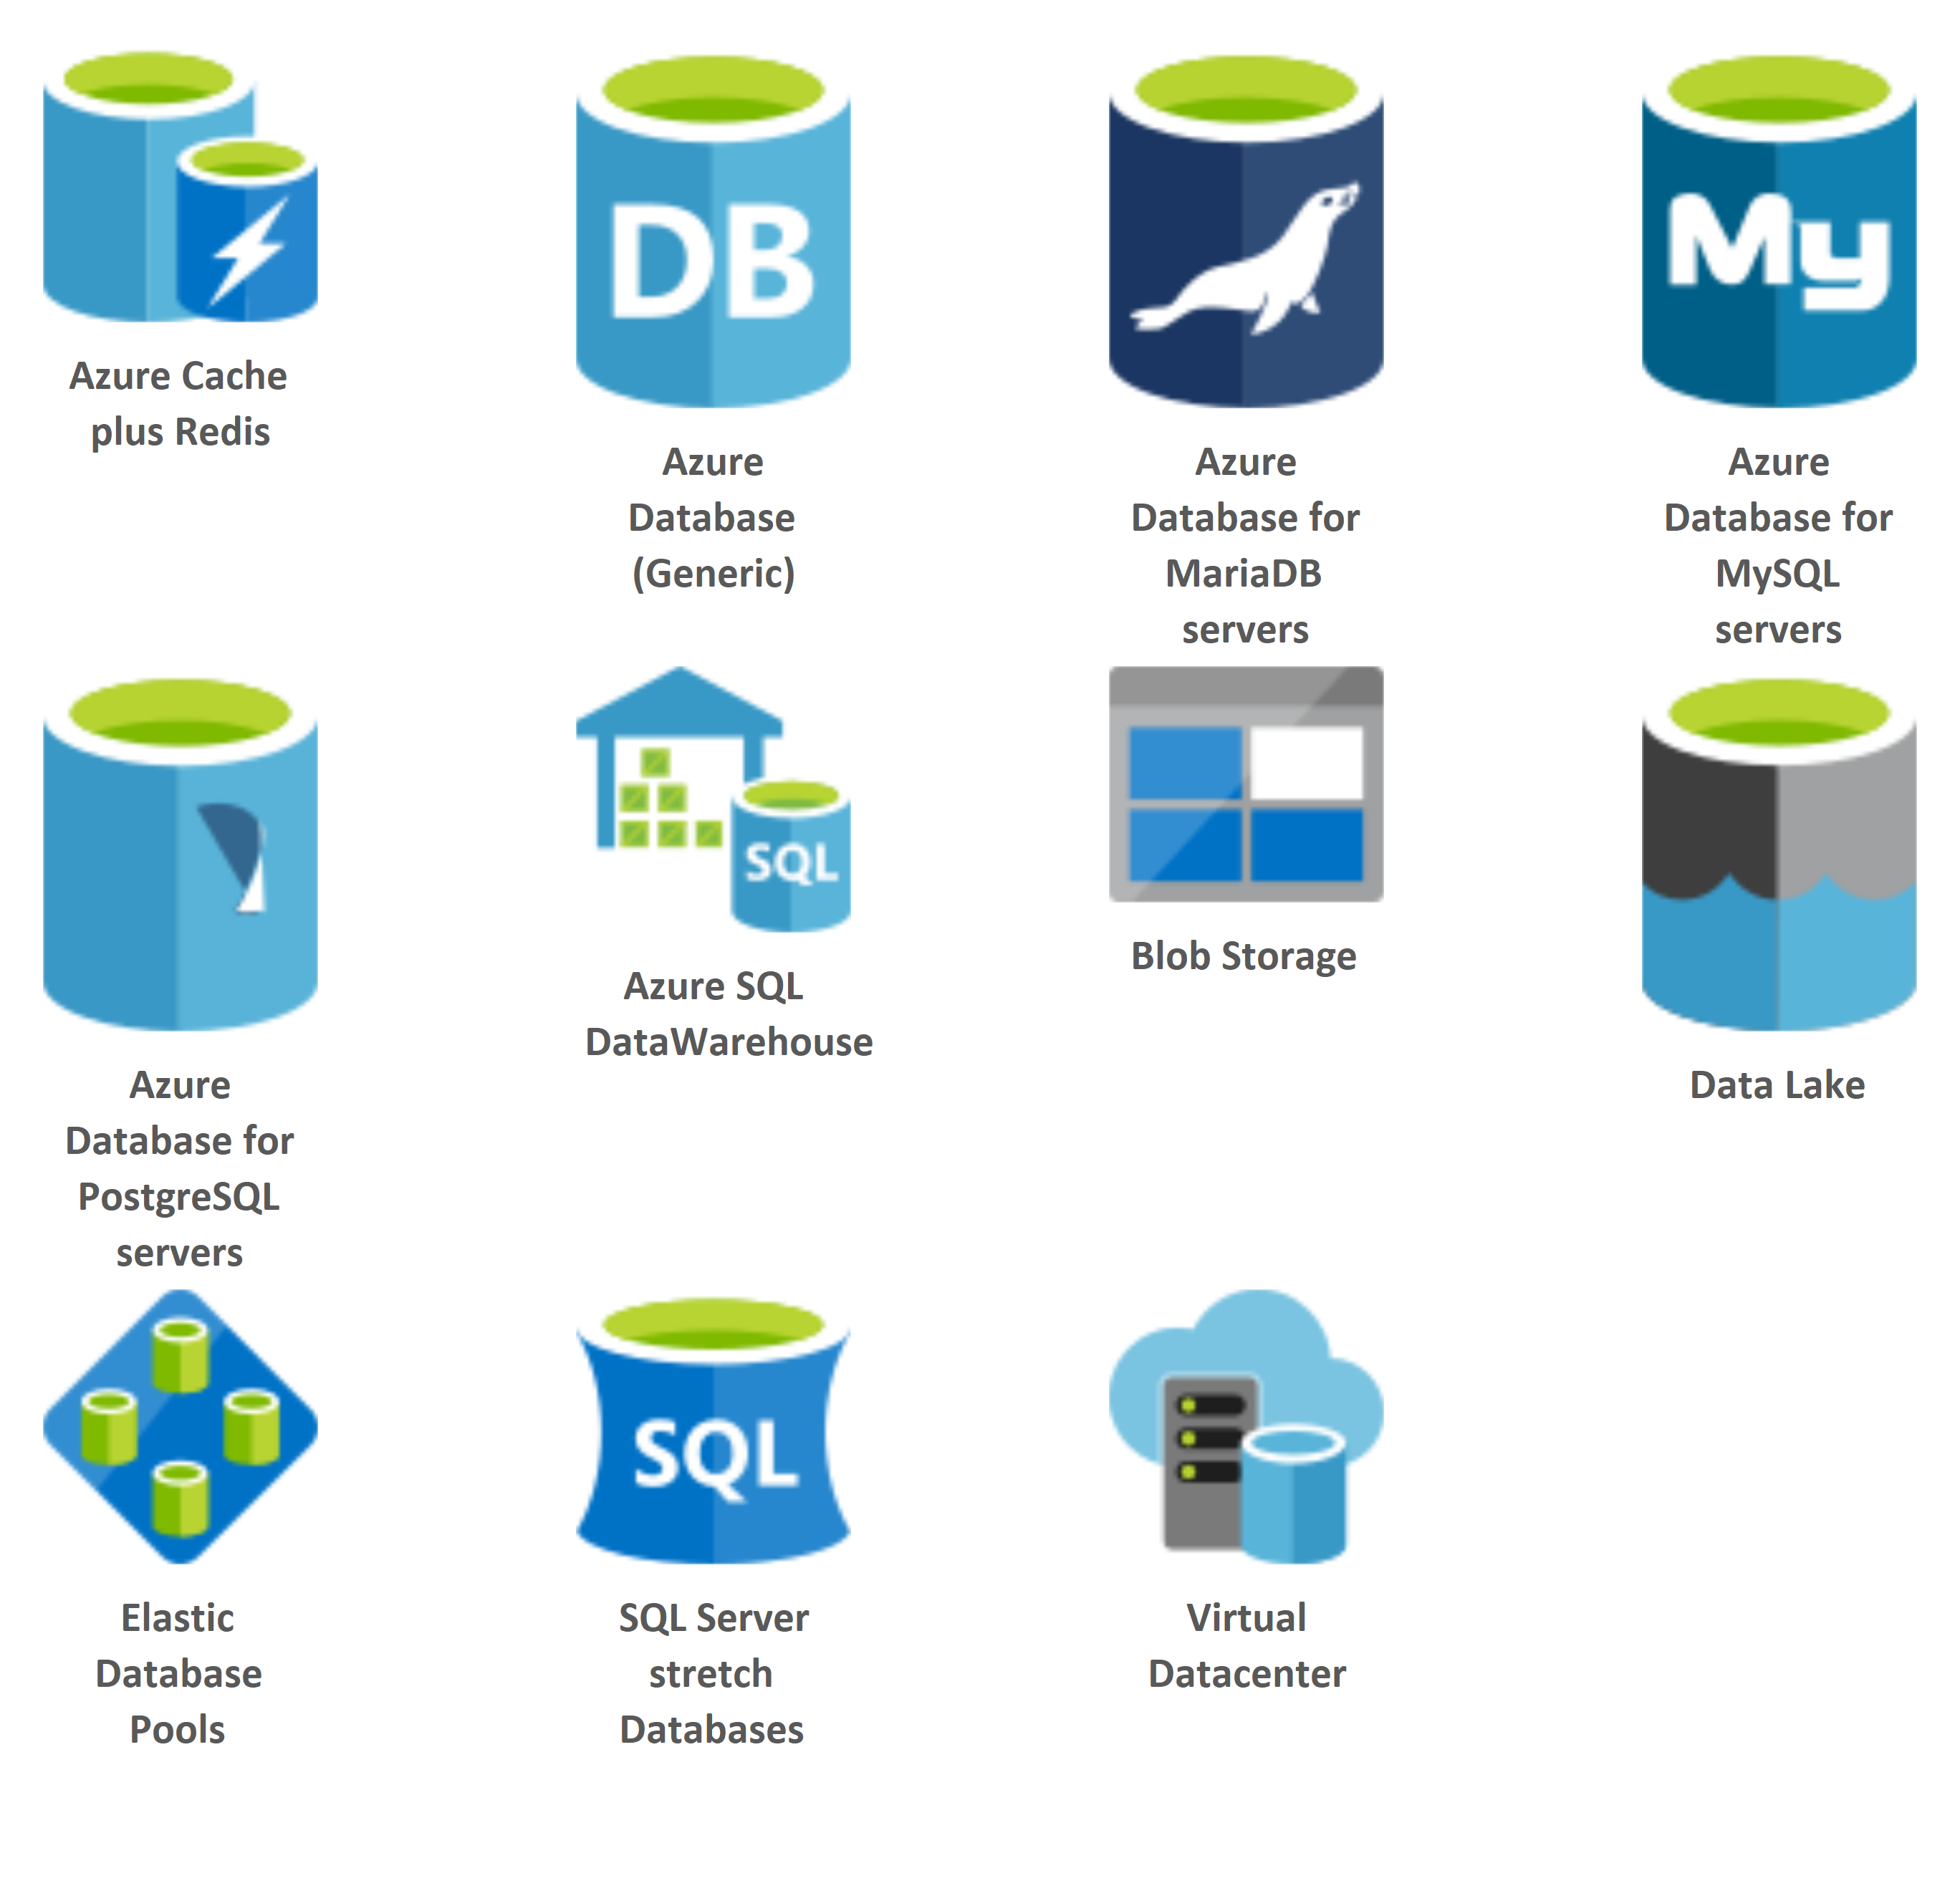 Azure Cache
plus Redis
DB
Azure
Database
(Generic)
Azure
Database for
MariaDB
servers
My
Azure
Database for
MySQL
servers
Azure
Database for
PostgreSQL
servers
SQL
Azure SQL
DataWarehouse
Blob Storage
Data Lake
Elastic
Database
Pools
SQL
SQL Server
stretch
Databases
Virtual
Datacenter